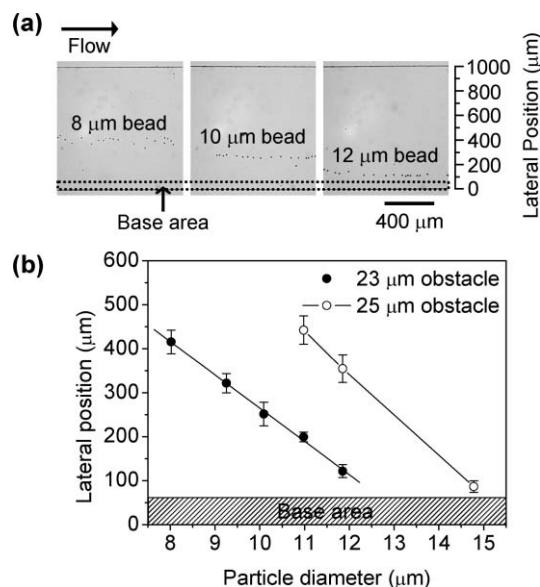 (a)
Flow
8 μm bead
10 μm bead
12 μm bead
Base area
400 μm
1000
800
600
400
200
0
Lateral Position (μm)
(b)
23 μm obstacle
25 μm obstacle
Base area
600
500
400
300
200
100
0
Lateral position (μm)
8 9 10 11 12 13 14 15
Particle diameter (μm)